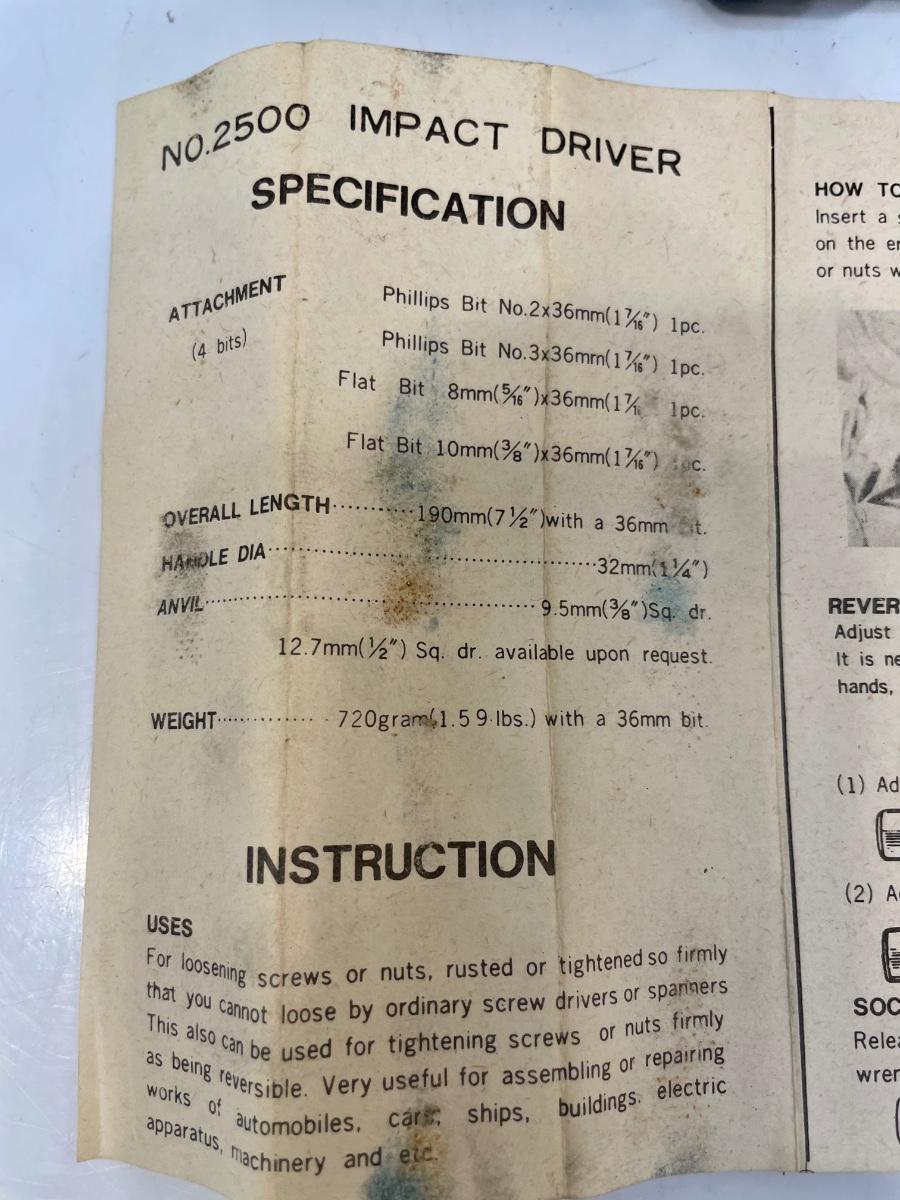 NO.2500 IMPACT DRIVER
SPECIFICATION
ATTACHMENT
(4 bits)
Phillips Bit No.2x36mm(1 7/16″) 1pc.
Phillips Bit No.3x36mm(1 7/16″) 1pc.
Flat Bit 8mm(5/16″)x36mm(1 7/ 1pc.
Flat Bit 10mm(3/8″)x36mm(1 7/16″)
OVERALL LENGTH··········190mm(7 1/2″)with a 36mm
HANDLE DIA································32mm(1 1/4″)
ANVIL································9.5mm(3/8″)Sq. dr.
12.7mm(1/2″) Sq. dr. available upon request.
WEIGHT·············720gram(1.59 lbs.) with a 36mm bit.
INSTRUCTION
USES
For loosening screws or nuts, rusted or tightened so firmly
that you cannot loose by ordinary screw drivers or spanners
This also can be used for tightening screws or nuts firmly
as being reversible. Very useful for assembling or repairing
works of automobiles, cars, ships, buildings. electric
apparatus, machinery and etc.
HOW TO
Insert a
on the
or nuts
REVER
Adjust
It is
hands,
(1)
(2)
SOC